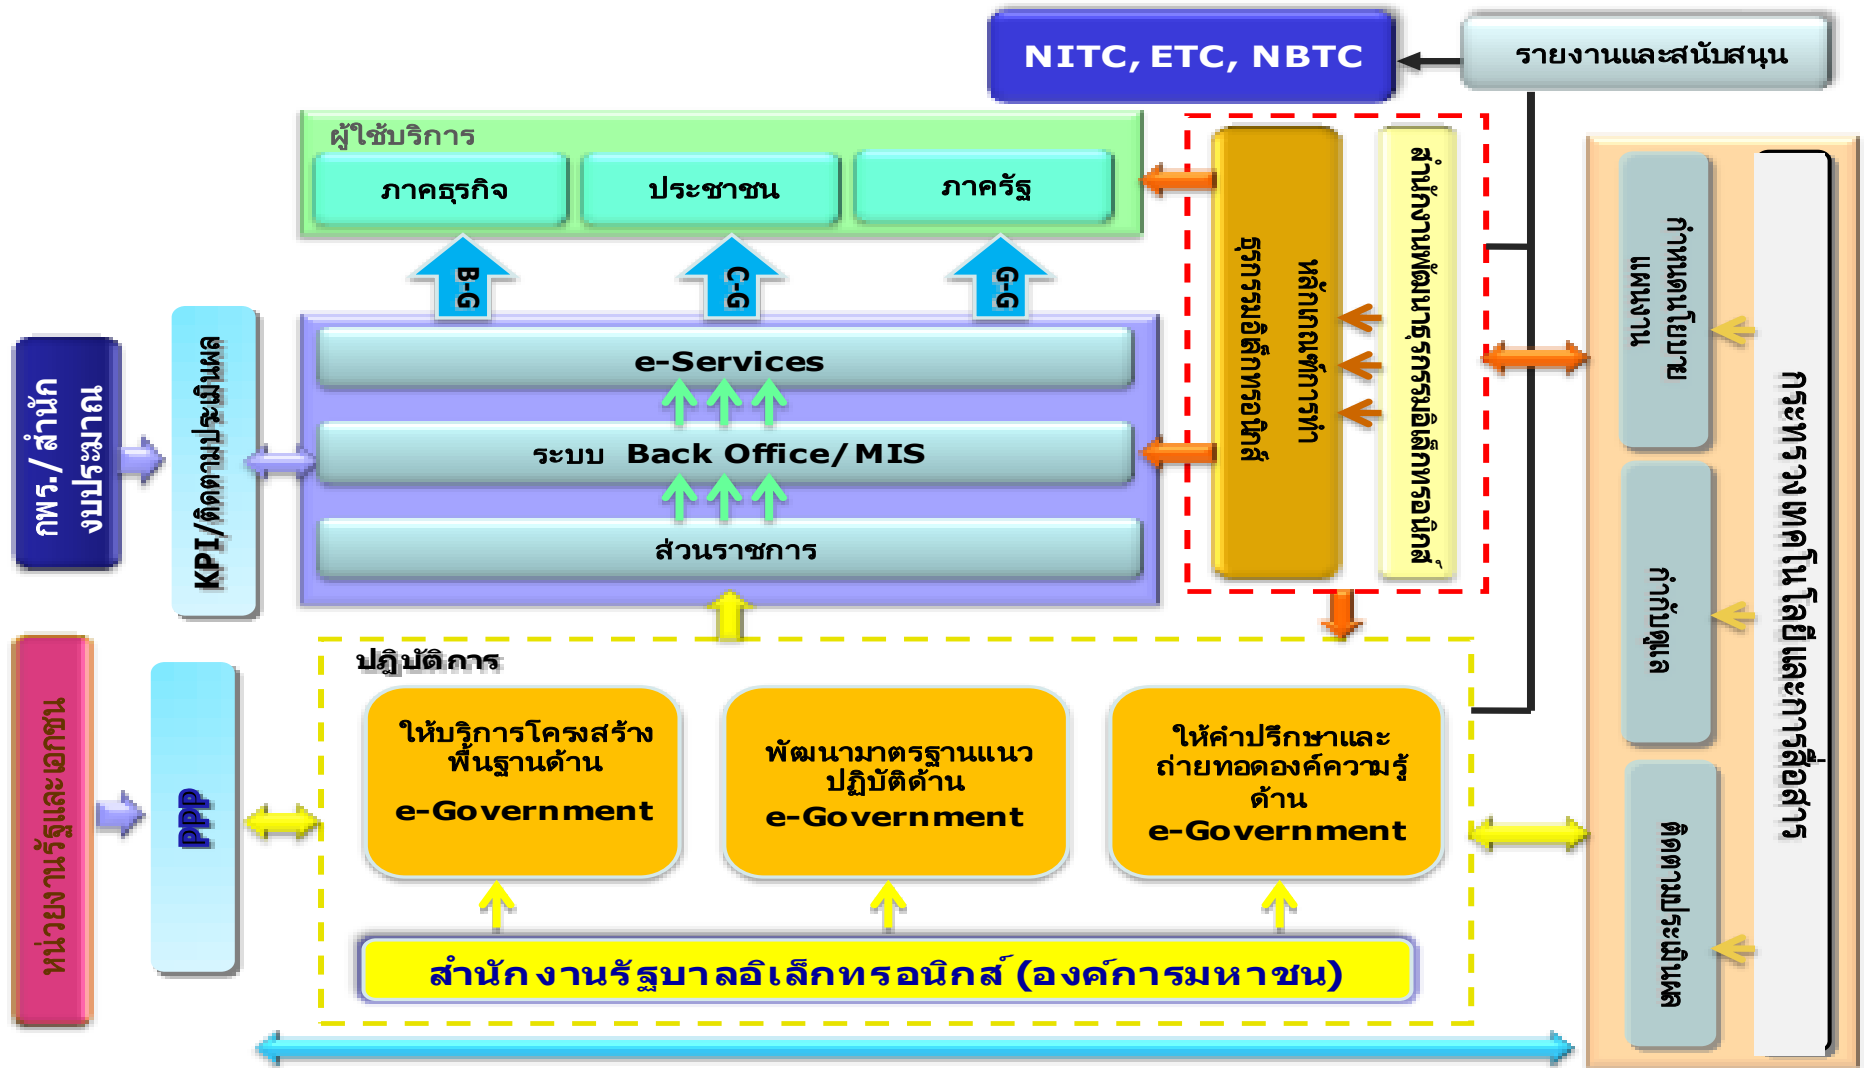 NITC, ETC, NBTC
รายงานและสนับสนุน
ผู้ใช้บริการ
ภาคธุรกิจ
ประชาชน
ภาครัฐ
B-G
C-G
G-G
e-Services
ระบบ Back Office/MIS
ส่วนราชการ
กพร./สำนัก
งบประมาณ
KPI/ติดตามประเมินผล
หลักเกณฑ์การทำ
ธุรกรรมอิเล็กทรอนิกส์
สำนักงานพัฒนาธุรกรรมอิเล็กทรอนิกส์
กำหนดนโยบาย
แผนงาน
กำกับดูแล
ติดตามประเมินผล
กระทรวงเทคโนโลยีและการสื่อสาร
หน่วยงานรัฐและเอกชน
PPP
ปฏิบัติการ
ให้บริการโครงสร้าง
พื้นฐานด้าน
e-Government
พัฒนามาตรฐานแนว
ปฏิบัติด้าน
e-Government
ให้คำปรึกษาและ
ถ่ายทอดองค์ความรู้
ด้าน
e-Government
สำนักงานรัฐบาลอิเล็กทรอนิกส์ (องค์การมหาชน)